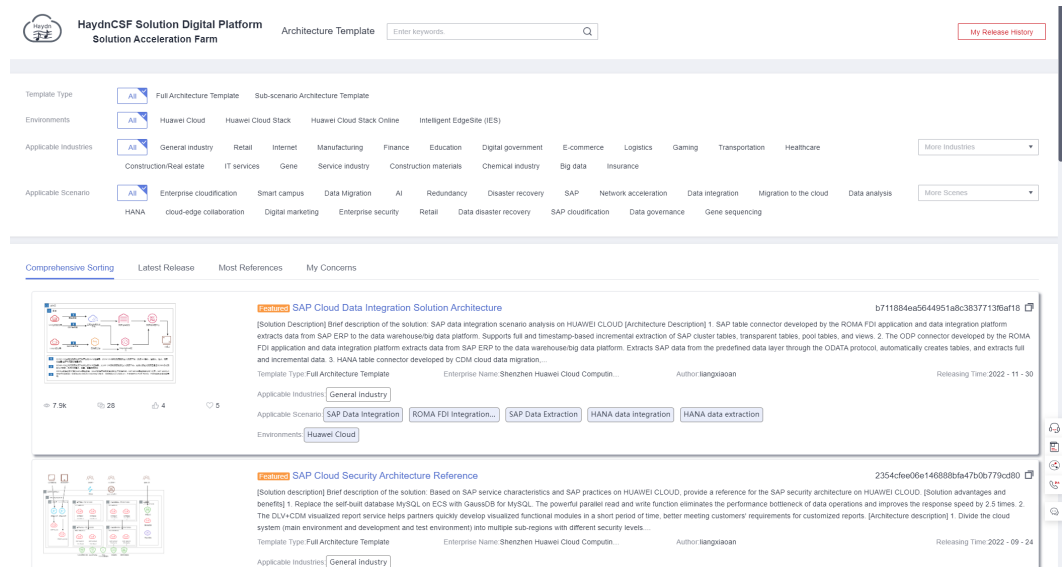 Haydn
HaydnCSF Solution Digital Platform
Solution Acceleration Farm
Architecture Template
Enter keywords
My Release History
Template Type
All
Full Architecture Template
Sub-scenario Architecture Template
Environments
All
Huawei Cloud
Huawei Cloud Stack
Huawei Cloud Stack Online
Intelligent EdgeSite (IES)
Applicable Industries
All
General industry
Retail
Internet
Manufacturing
Finance
Education
Digital government
E-commerce
Logistics
Gaming
Transportation
Healthcare
More Industries
Construction/Real estate
IT services
Gene
Service industry
Construction materials
Chemical industry
Big data
Insurance
Applicable Scenario
All
Enterprise cloudification
Smart campus
Data Migration
AI
Redundancy
Disaster recovery
SAP
Network acceleration
Data integration
Migration to the cloud
Data analysis
More Scenes
HANA
cloud-edge collaboration
Digital marketing
Enterprise security
Retail
Data disaster recovery
SAP cloudification
Data governance
Gene sequencing
Comprehensive Sorting
Latest Release
Most References
My Concerns
Featured SAP Cloud Data Integration Solution Architecture
b711884ea5644951a8c3837713f6af18
[Solution Description] Brief description of the solution: SAP data integration scenario analysis on HUAWEI CLOUD [Architecture Description] 1. SAP table connector developed by the ROMA FDI application and data integration platform
extracts data from SAP ERP to the data warehouse/big data platform. Supports full and timestamp-based incremental extraction of SAP cluster tables, transparent tables, pool tables, and views. 2. The ODP connector developed by the ROMA
FDI application and data integration platform extracts data from SAP ERP to the data warehouse/big data platform. Extracts SAP data from the predefined data layer through the ODATA protocol, automatically creates tables, and extracts full
and incremental data. 3. HANA table connector developed by CDM cloud data migration,...
Template Type:Full Architecture Template
Enterprise Name:Shenzhen Huawei Cloud Computin...
Author:liangxiaoan
Releasing Time:2022 - 11 - 30
Applicable Industries: General industry
7.9k
28
4
5
Applicable Scenario: SAP Data Integration
ROMA FDI Integration...
SAP Data Extraction
HANA data integration
HANA data extraction
Environments: Huawei Cloud
Featured SAP Cloud Security Architecture Reference
2354cfee06e146888bfa47b0b779cd80
[Solution description] Brief description of the solution: Based on SAP service characteristics and SAP practices on HUAWEI CLOUD, provide a reference for the SAP security architecture on HUAWEI CLOUD. [Solution advantages and
benefits] 1. Replace the self-built database MySQL on ECS with GaussDB for MySQL. The powerful parallel read and write function eliminates the performance bottleneck of data operations and improves the response speed by 2.5 times. 2.
The DLV+CDM visualized report service helps partners quickly develop visualized functional modules in a short period of time, better meeting customers' requirements for customized reports. [Architecture description] 1. Divide the cloud
system (main environment and development and test environment) into multiple sub-regions with different security levels....
Template Type:Full Architecture Template
Enterprise Name:Shenzhen Huawei Cloud Computin...
Author:liangxiaoan
Releasing Time:2022 - 09 - 24
Applicable Industries: General industry